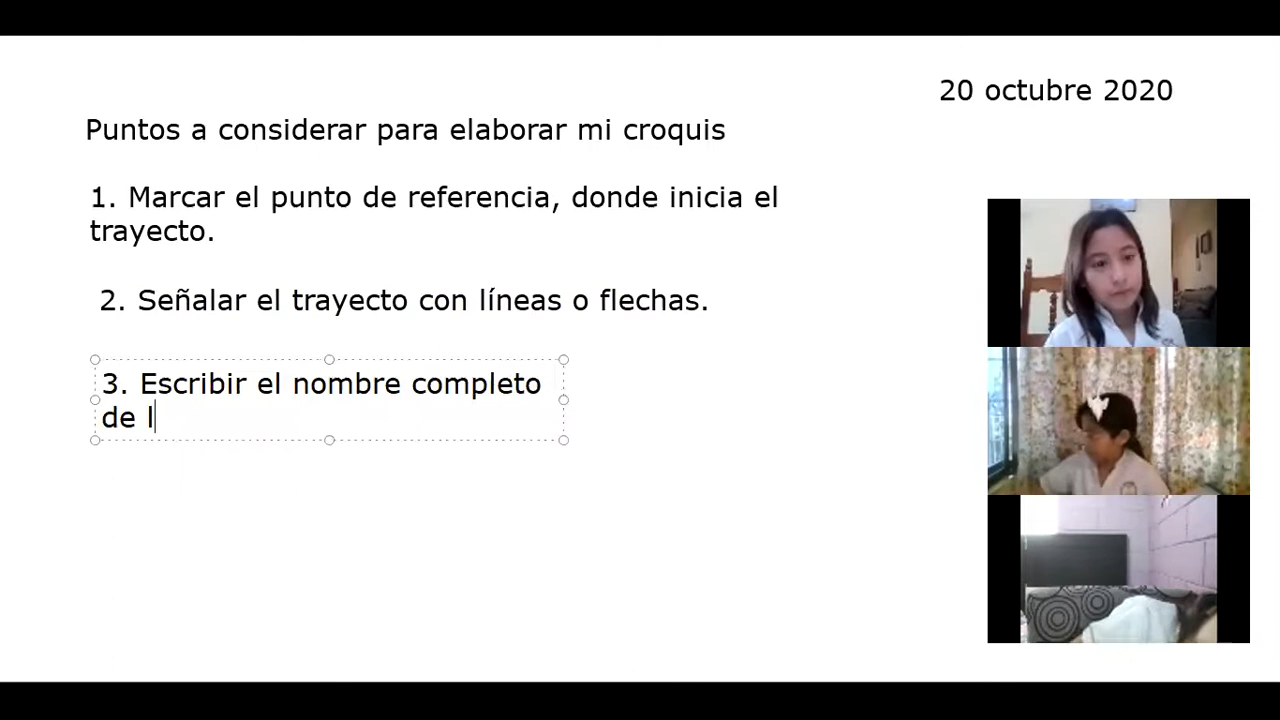 20 octubre 2020
Puntos a considerar para elaborar mi croquis
1. Marcar el punto de referencia, donde inicia el
trayecto.
2. Señalar el trayecto con líneas o flechas.
3. Escribir el nombre completo
de l